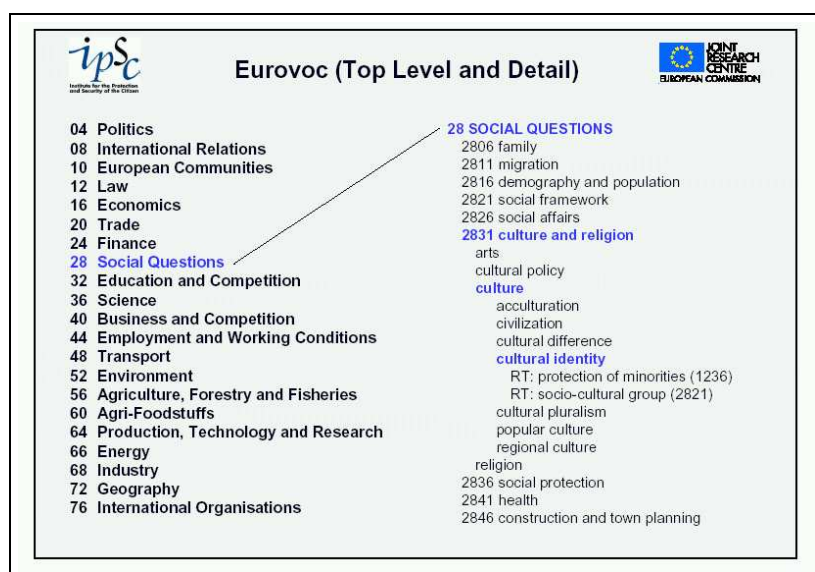 ipSc
Institute for the Protection
and Security of the Citizen
Eurovoc (Top Level and Detail)
JOINT
RESEARCH
CENTRE
EUROPEAN COMMISSION
04 Politics
08 International Relations
10 European Communities
12 Law
16 Economics
20 Trade
24 Finance
28 Social Questions
32 Education and Competition
36 Science
40 Business and Competition
44 Employment and Working Conditions
48 Transport
52 Environment
56 Agriculture, Forestry and Fisheries
60 Agri-Foodstuffs
64 Production, Technology and Research
66 Energy
68 Industry
72 Geography
76 International Organisations
28 SOCIAL QUESTIONS
2806 family
2811 migration
2816 demography and population
2821 social framework
2826 social affairs
2831 culture and religion
arts
cultural policy
culture
acculturation
civilization
cultural difference
cultural identity
RT: protection of minorities (1236)
RT: socio-cultural group (2821)
cultural pluralism
popular culture
regional culture
religion
2836 social protection
2841 health
2846 construction and town planning